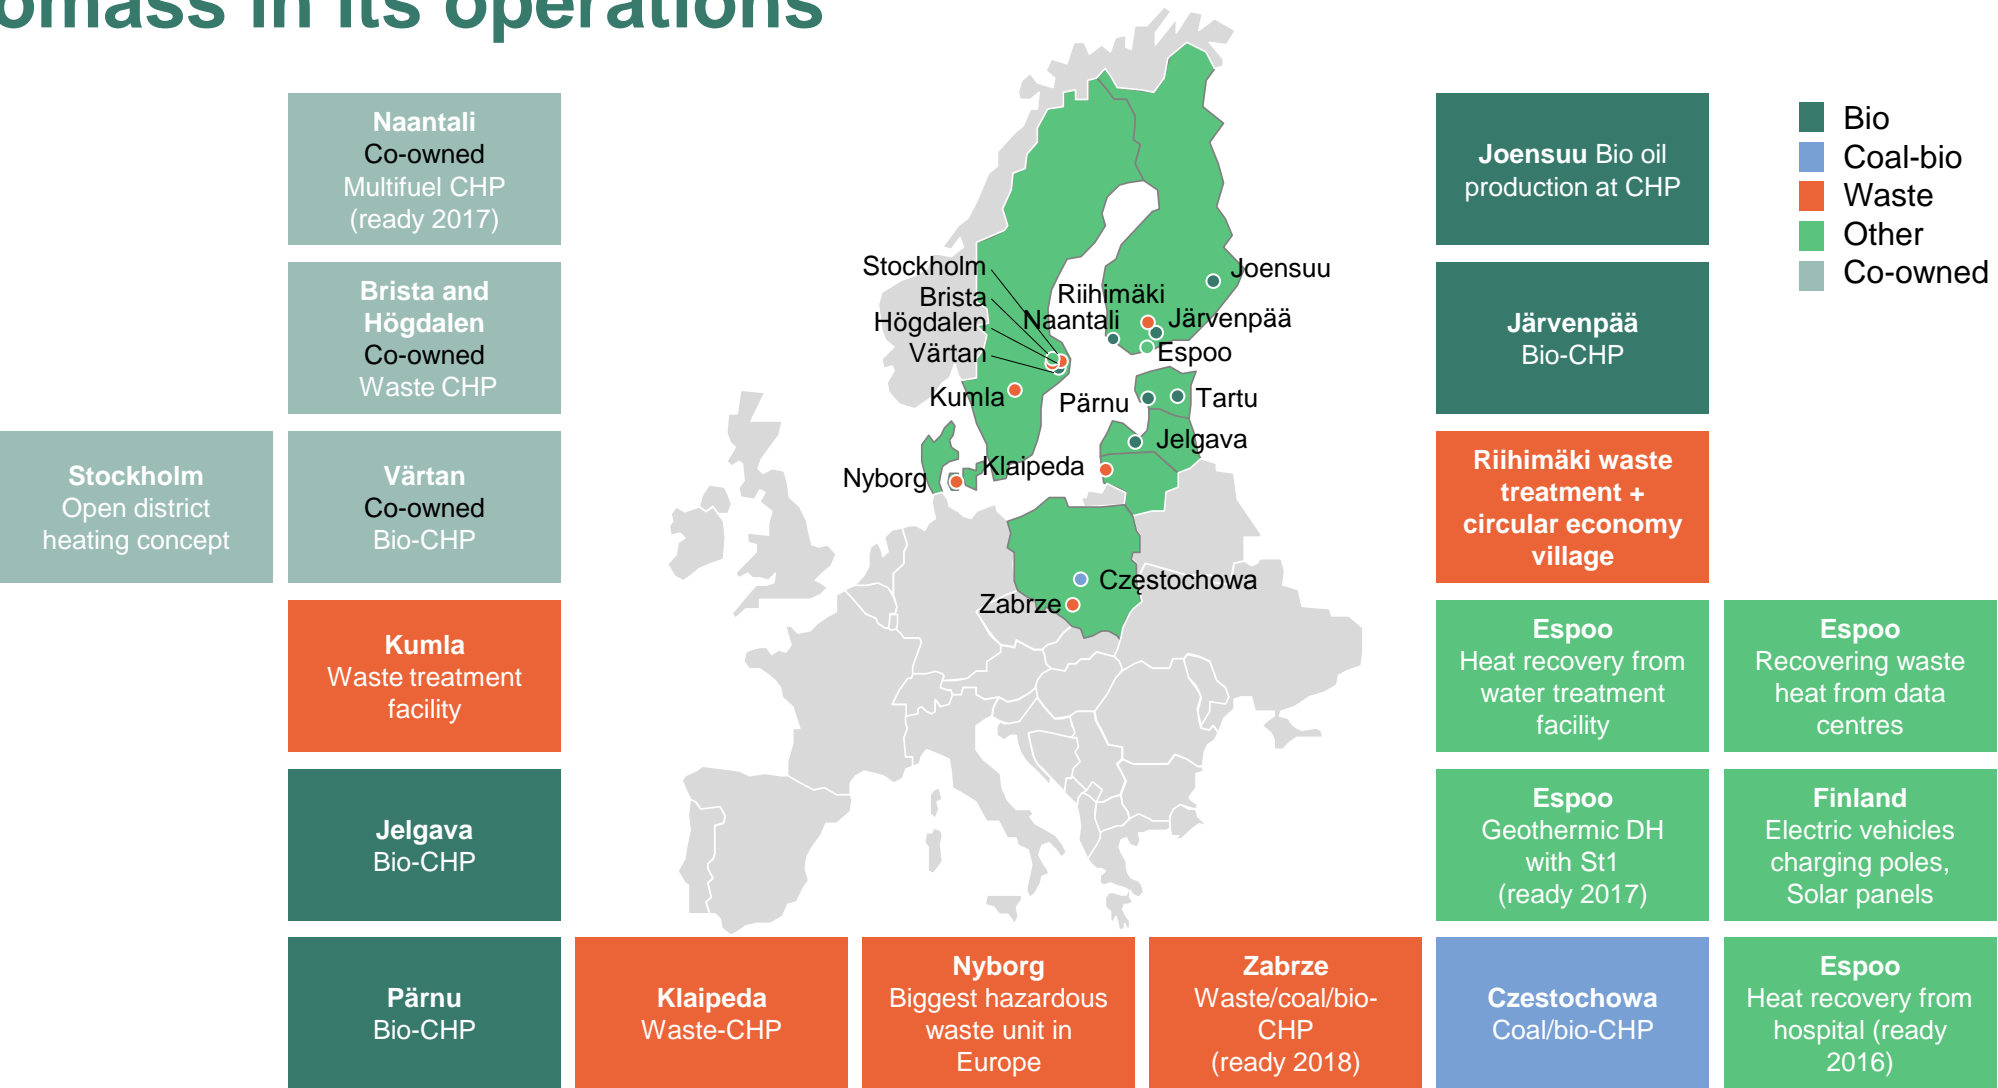 omass in its operations
Naantali
Co-owned
Multifuel CHP
(ready 2017)
Brista and
Högdalen
Co-owned
Waste CHP
Stockholm
Open district
heating concept
Värtan
Co-owned
Bio-CHP
Kumla
Waste treatment
facility
Jelgava
Bio-CHP
Pärnu
Bio-CHP
Klaipeda
Waste-CHP
Nyborg
Biggest hazardous
waste unit in
Europe
Zabrze
Waste/coal/bio-
CHP
(ready 2018)
Czestochowa
Coal/bio-CHP
Espoo
Heat recovery from
hospital (ready
2016)
Stockholm
Brista
Högdalen
Värtan
Kumla
Nyborg
Klaipeda
Riihimäki
Naantali
Joensuu
Järvenpää
Espoo
Pärnu
Tartu
Jelgava
Częstochowa
Zabrze
Joensuu Bio oil
production at CHP
Järvenpää
Bio-CHP
Riihimäki waste
treatment +
circular economy
village
Espoo
Heat recovery from
water treatment
facility
Espoo
Recovering waste
heat from data
centres
Espoo
Geothermic DH
with St1
(ready 2017)
Finland
Electric vehicles
charging poles,
Solar panels
Bio
Coal-bio
Waste
Other
Co-owned